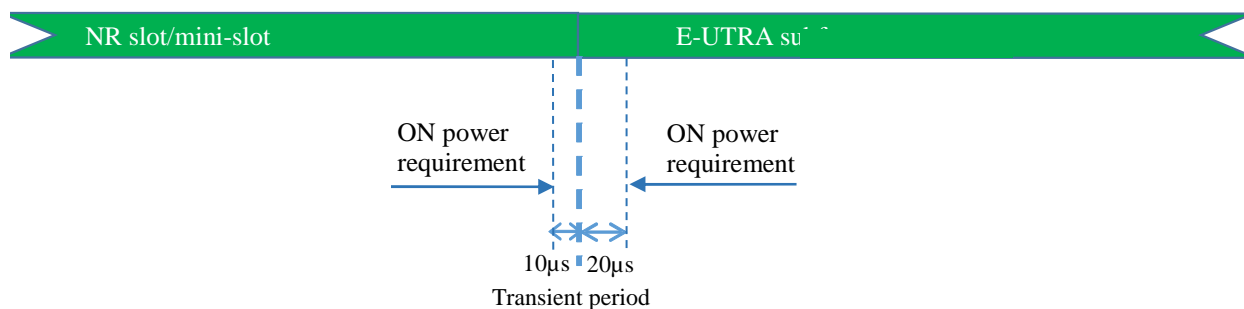 NR slot/mini-slot
E-UTRA
ON power
requirement
ON power
requirement
10µs
20µs
Transient period